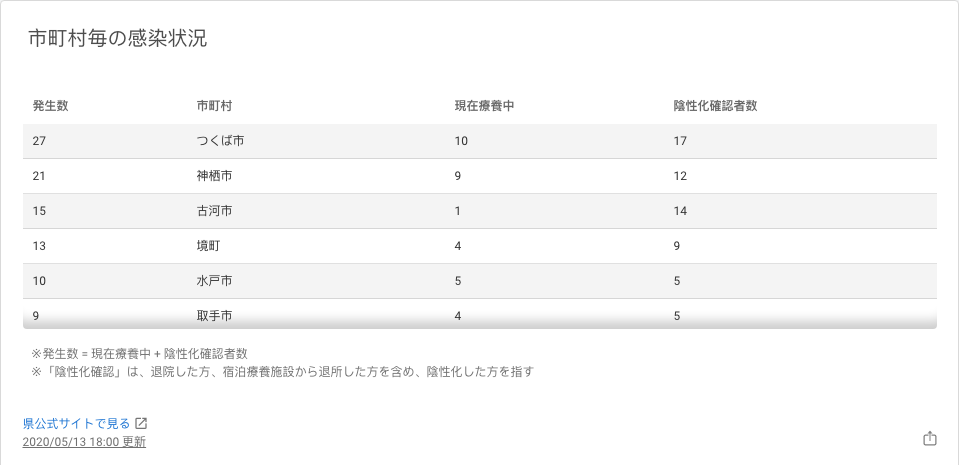 市町村毎の感染状況
発生数 市町村 現在療養中 陰性化確認者数
27 つくば市 10 17
21 神栖市 9 12
15 古河市 1 14
13 境町 4 9
10 水戸市 5 5
9 取手市 4 5
※発生数 = 現在療養中 + 陰性化確認者数
※「陰性化確認」は、退院した方、宿泊療養施設から退所した方を含め、陰性化した方を指す
県公式サイトで見る
2020/05/13 18:00 更新